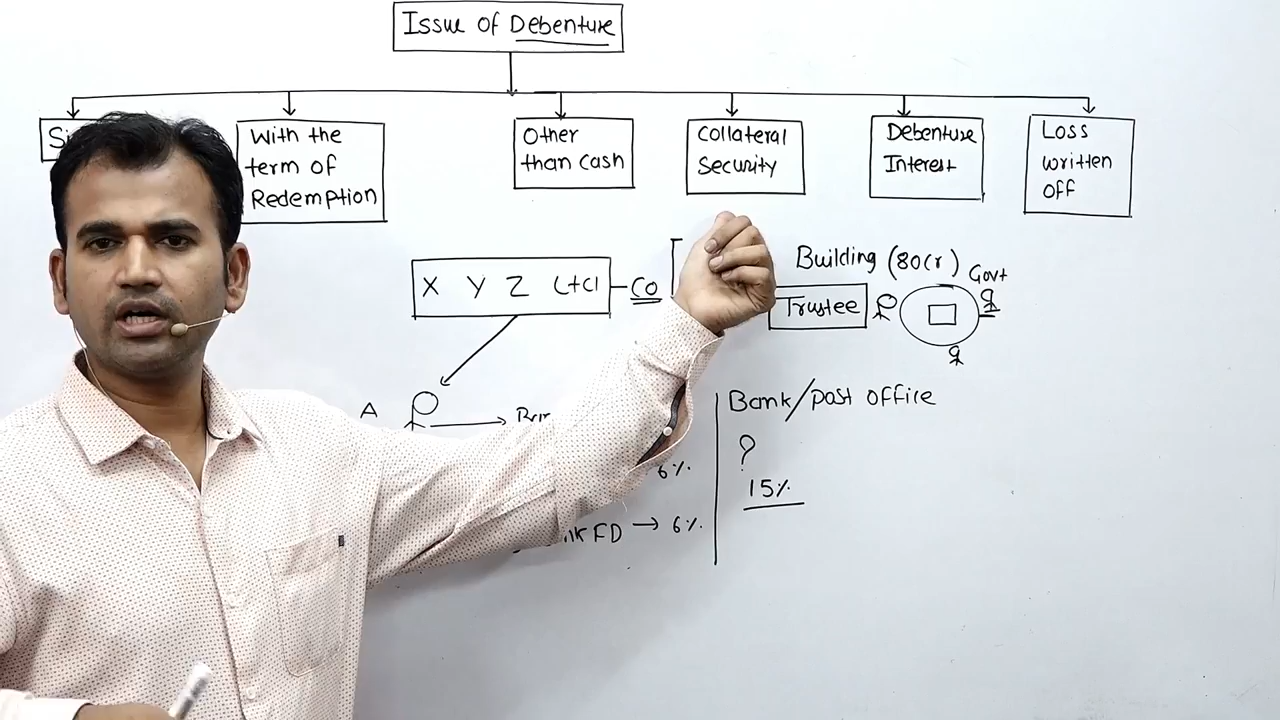 Issue of Debenture
With the
term of
Redemption
Other
than cash
Collateral
Security
Debenture
Interest
Loss
written
off
X Y Z Ltd
Co
Building (80Cr)
Govt
Trustee
A
Bank/post office
?
6%
15%
FD → 6%